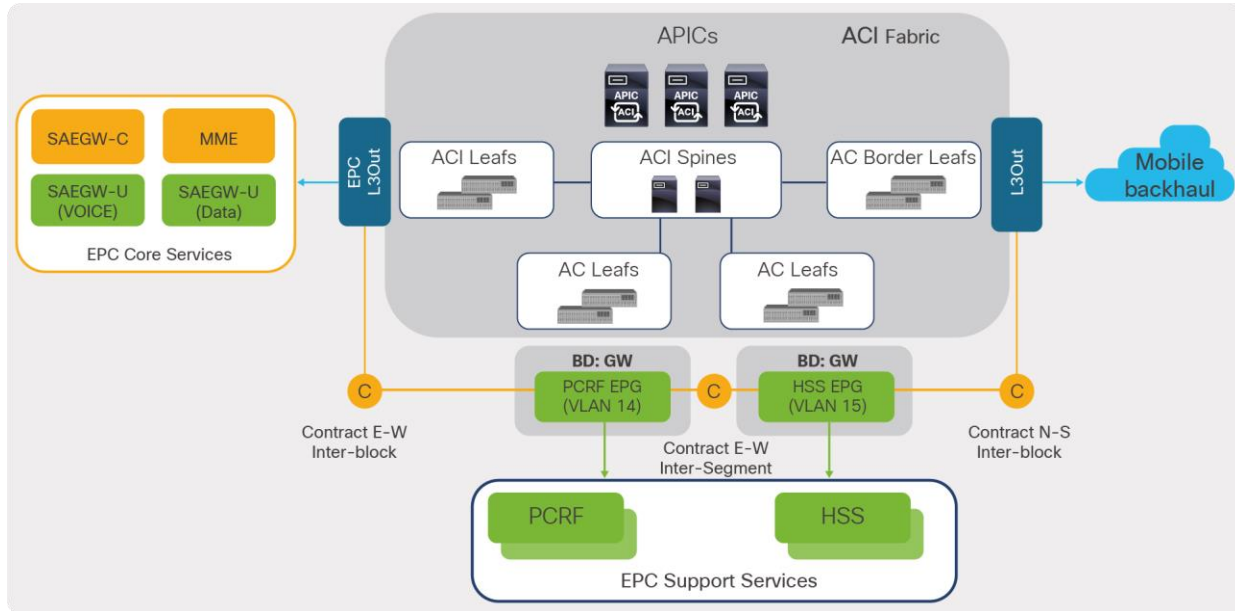 APICs
ACI Fabric
APIC
ACI
APIC
ACI
APIC
ACI
SAEGW-C
MME
SAEGW-U
(VOICE)
SAEGW-U
(Data)
EPC Core Services
EPC
L3Out
ACI Leafs
ACI Spines
AC Border Leafs
L3Out
Mobile
backhaul
AC Leafs
AC Leafs
BD: GW
PCRF EPG
(VLAN 14)
BD: GW
HSS EPG
(VLAN 15)
C
C
C
Contract E-W
Inter-block
Contract E-W
Inter-Segment
Contract N-S
Inter-block
PCRF
HSS
EPC Support Services